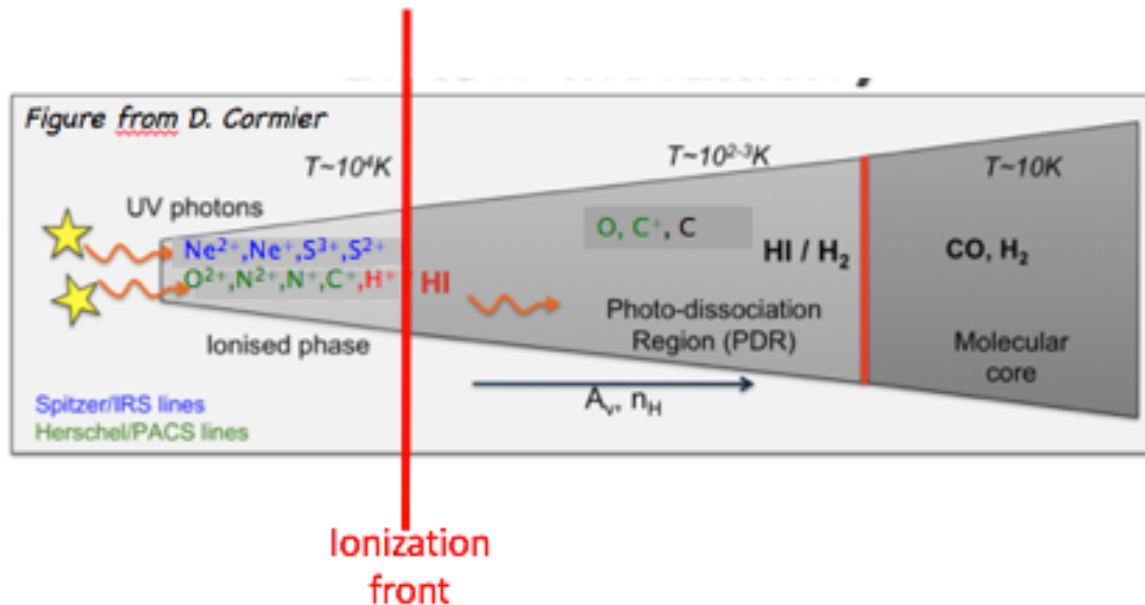 Figure from D. Cormier
T~10⁴K
T~10²⁻³K
T~10K
UV photons
Ne²⁺,Ne⁺,S³⁺,S²⁺
O²⁺,N²⁺,N⁺,C⁺,H⁺ HI
O, C⁺, C
HI / H₂
CO, H₂
Ionised phase
Photo-dissociation
Region (PDR)
Molecular
core
Aᵥ, n_H
Spitzer/IRS lines
Herschel/PACS lines
Ionization
front